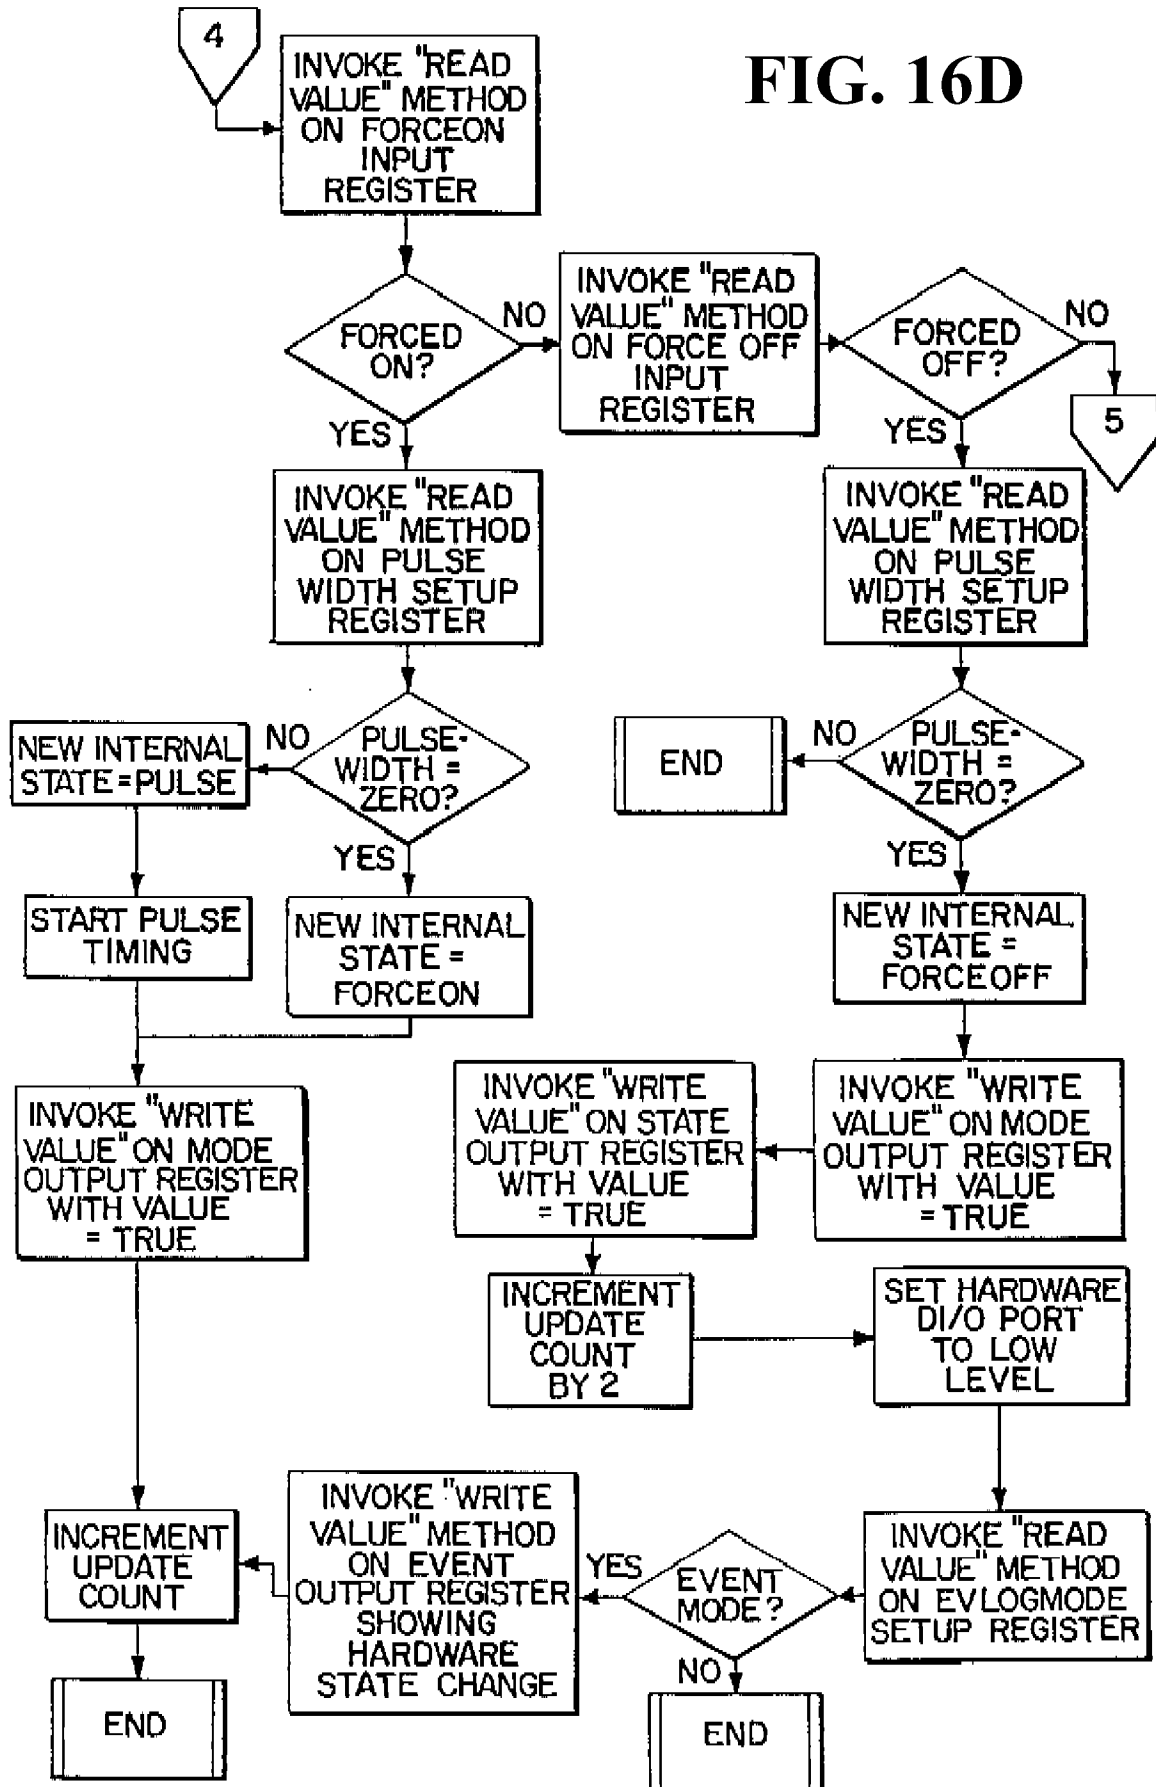 4
FIG. 16D
INVOKE "READ
VALUE" METHOD
ON FORCEON
INPUT
REGISTER
FORCED
ON?
NO
INVOKE "READ
VALUE" METHOD
ON FORCE OFF
INPUT
REGISTER
FORCED
OFF?
NO
5
YES
YES
INVOKE "READ
VALUE" METHOD
ON PULSE
WIDTH SETUP
REGISTER
INVOKE "READ
VALUE" METHOD
ON PULSE
WIDTH SETUP
REGISTER
NEW INTERNAL
STATE=PULSE
NO
PULSE-
WIDTH =
ZERO?
END
NO
PULSE-
WIDTH =
ZERO?
YES
YES
START PULSE
TIMING
NEW INTERNAL
STATE =
FORCEON
NEW INTERNAL
STATE =
FORCEOFF
INVOKE "WRITE
VALUE" ON MODE
OUTPUT REGISTER
WITH VALUE
= TRUE
INVOKE "WRITE
VALUE" ON STATE
OUTPUT REGISTER
WITH VALUE
= TRUE
INVOKE "WRITE
VALUE" ON MODE
OUTPUT REGISTER
WITH VALUE
= TRUE
INCREMENT
UPDATE
COUNT
BY 2
SET HARDWARE
DI/O PORT
TO LOW
LEVEL
INCREMENT
UPDATE
COUNT
INVOKE "WRITE
VALUE" METHOD
ON EVENT
OUTPUT REGISTER
SHOWING
HARDWARE
STATE CHANGE
YES
EVENT
MODE?
INVOKE "READ
VALUE" METHOD
ON EVLOGMODE
SETUP REGISTER
NO
END
END